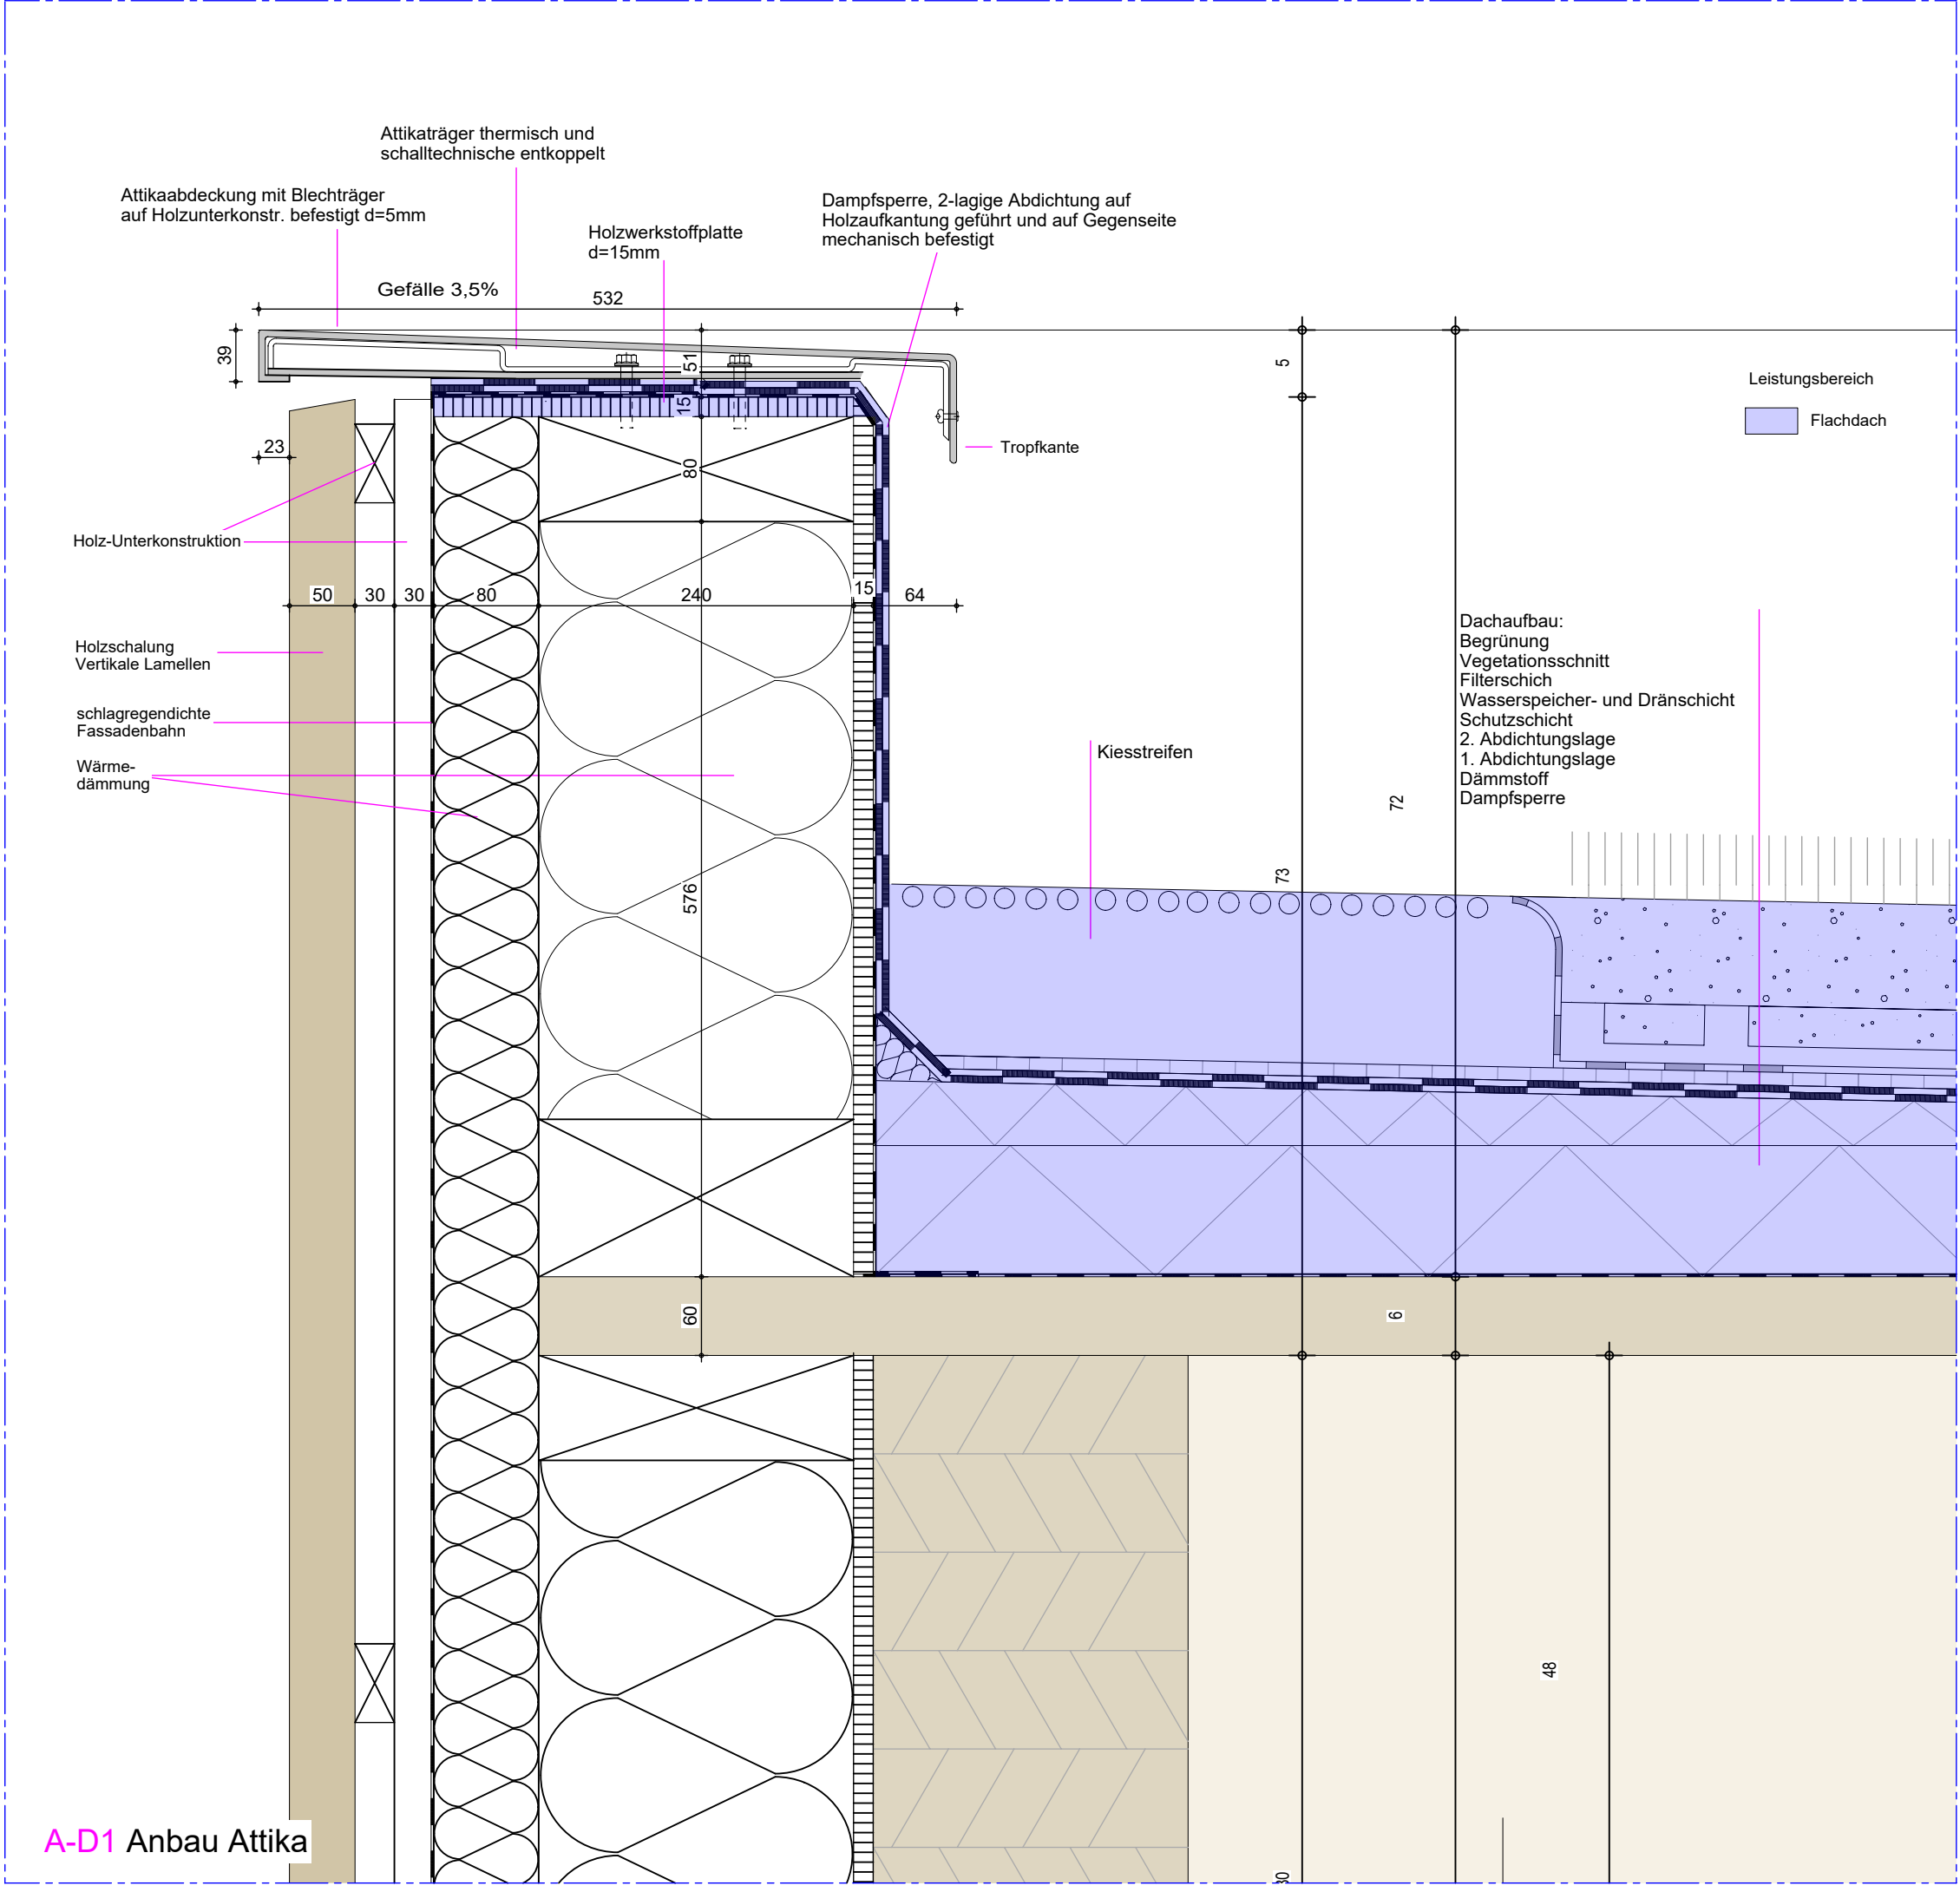 Attikaträger thermisch und
schalltechnische entkoppelt
Attikaabdeckung mit Blechträger
auf Holzunterkonstr. befestigt d=5mm
Dampfsperre, 2-lagige Abdichtung auf
Holzaufkantung geführt und auf Gegenseite
mechanisch befestigt
Holzwerkstoffplatte
d=15mm
Gefälle 3,5%
532
39
51
15
5
Leistungsbereich
Flachdach
23
80
Tropfkante
Holz-Unterkonstruktion
50
30
30
80
240
15
64
Dachaufbau:
Begrünung
Vegetationsschnitt
Filterschich
Wasserspeicher- und Dränschicht
Schutzschicht
2. Abdichtungslage
1. Abdichtungslage
Dämmstoff
Dampfsperre
Holzschalung
Vertikale Lamellen
schlagregendichte
Fassadenbahn
Wärme-
dämmung
Kiesstreifen
72
73
576
60
6
48
A-D1 Anbau Attika